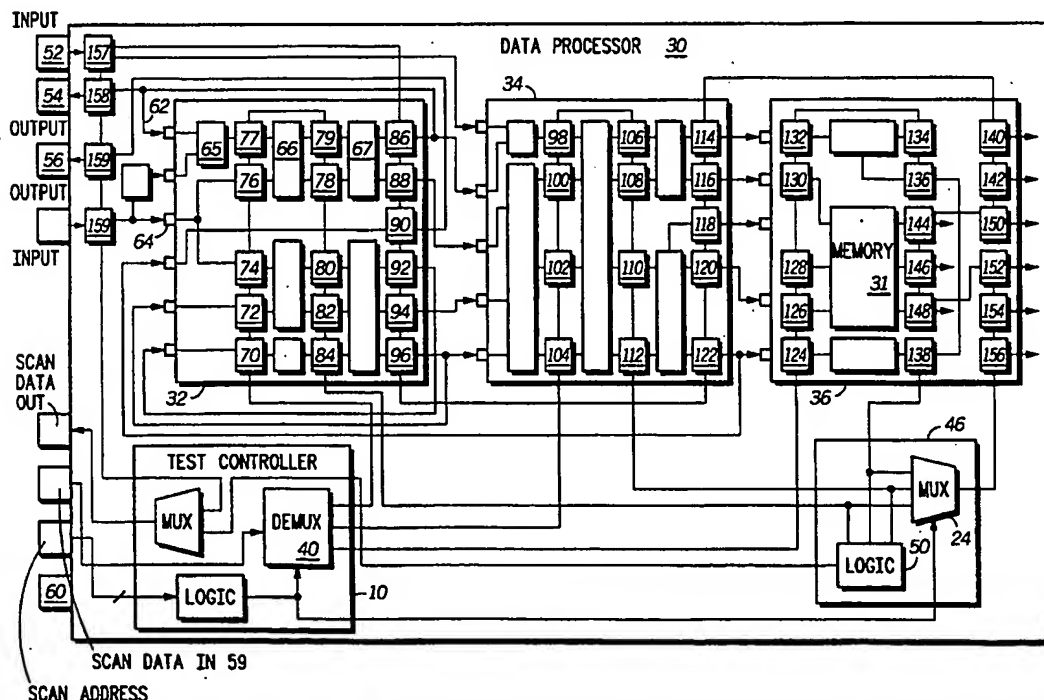 INPUT
52 157
DATA PROCESSOR 30
54 158
62
34
OUTPUT
56 159
OUTPUT
159
INPUT
64
65 77 66 79 67 86
76 78 88
90
74 80 92
72 82 94
70 84 96
32
98 106 114
100 108 116
118
102 110 120
104 112 122
132 134 140
130 136 142
144 150
128 MEMORY 31 146 152
126 148 154
124 138 156
36
SCAN DATA OUT
TEST CONTROLLER
MUX
DEMUX 40
LOGIC
10
60
46
MUX
24
LOGIC 50
SCAN DATA IN 59
SCAN ADDRESS